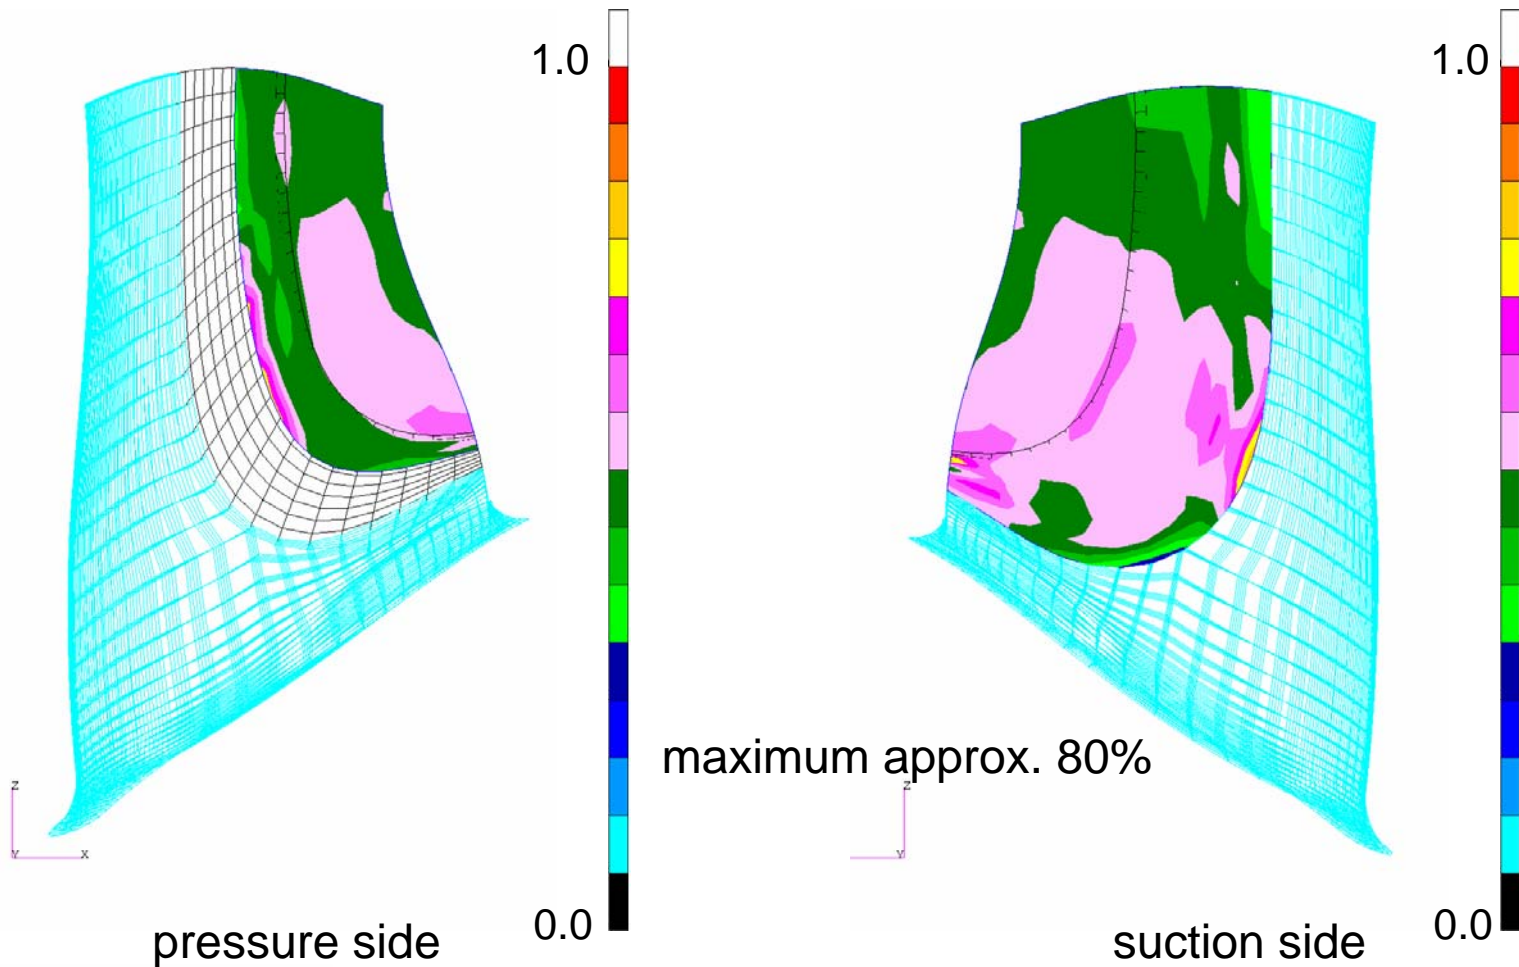 1.0
1.0
maximum approx. 80%
Z
Y
X
Z
Y
0.0
0.0
pressure side
suction side